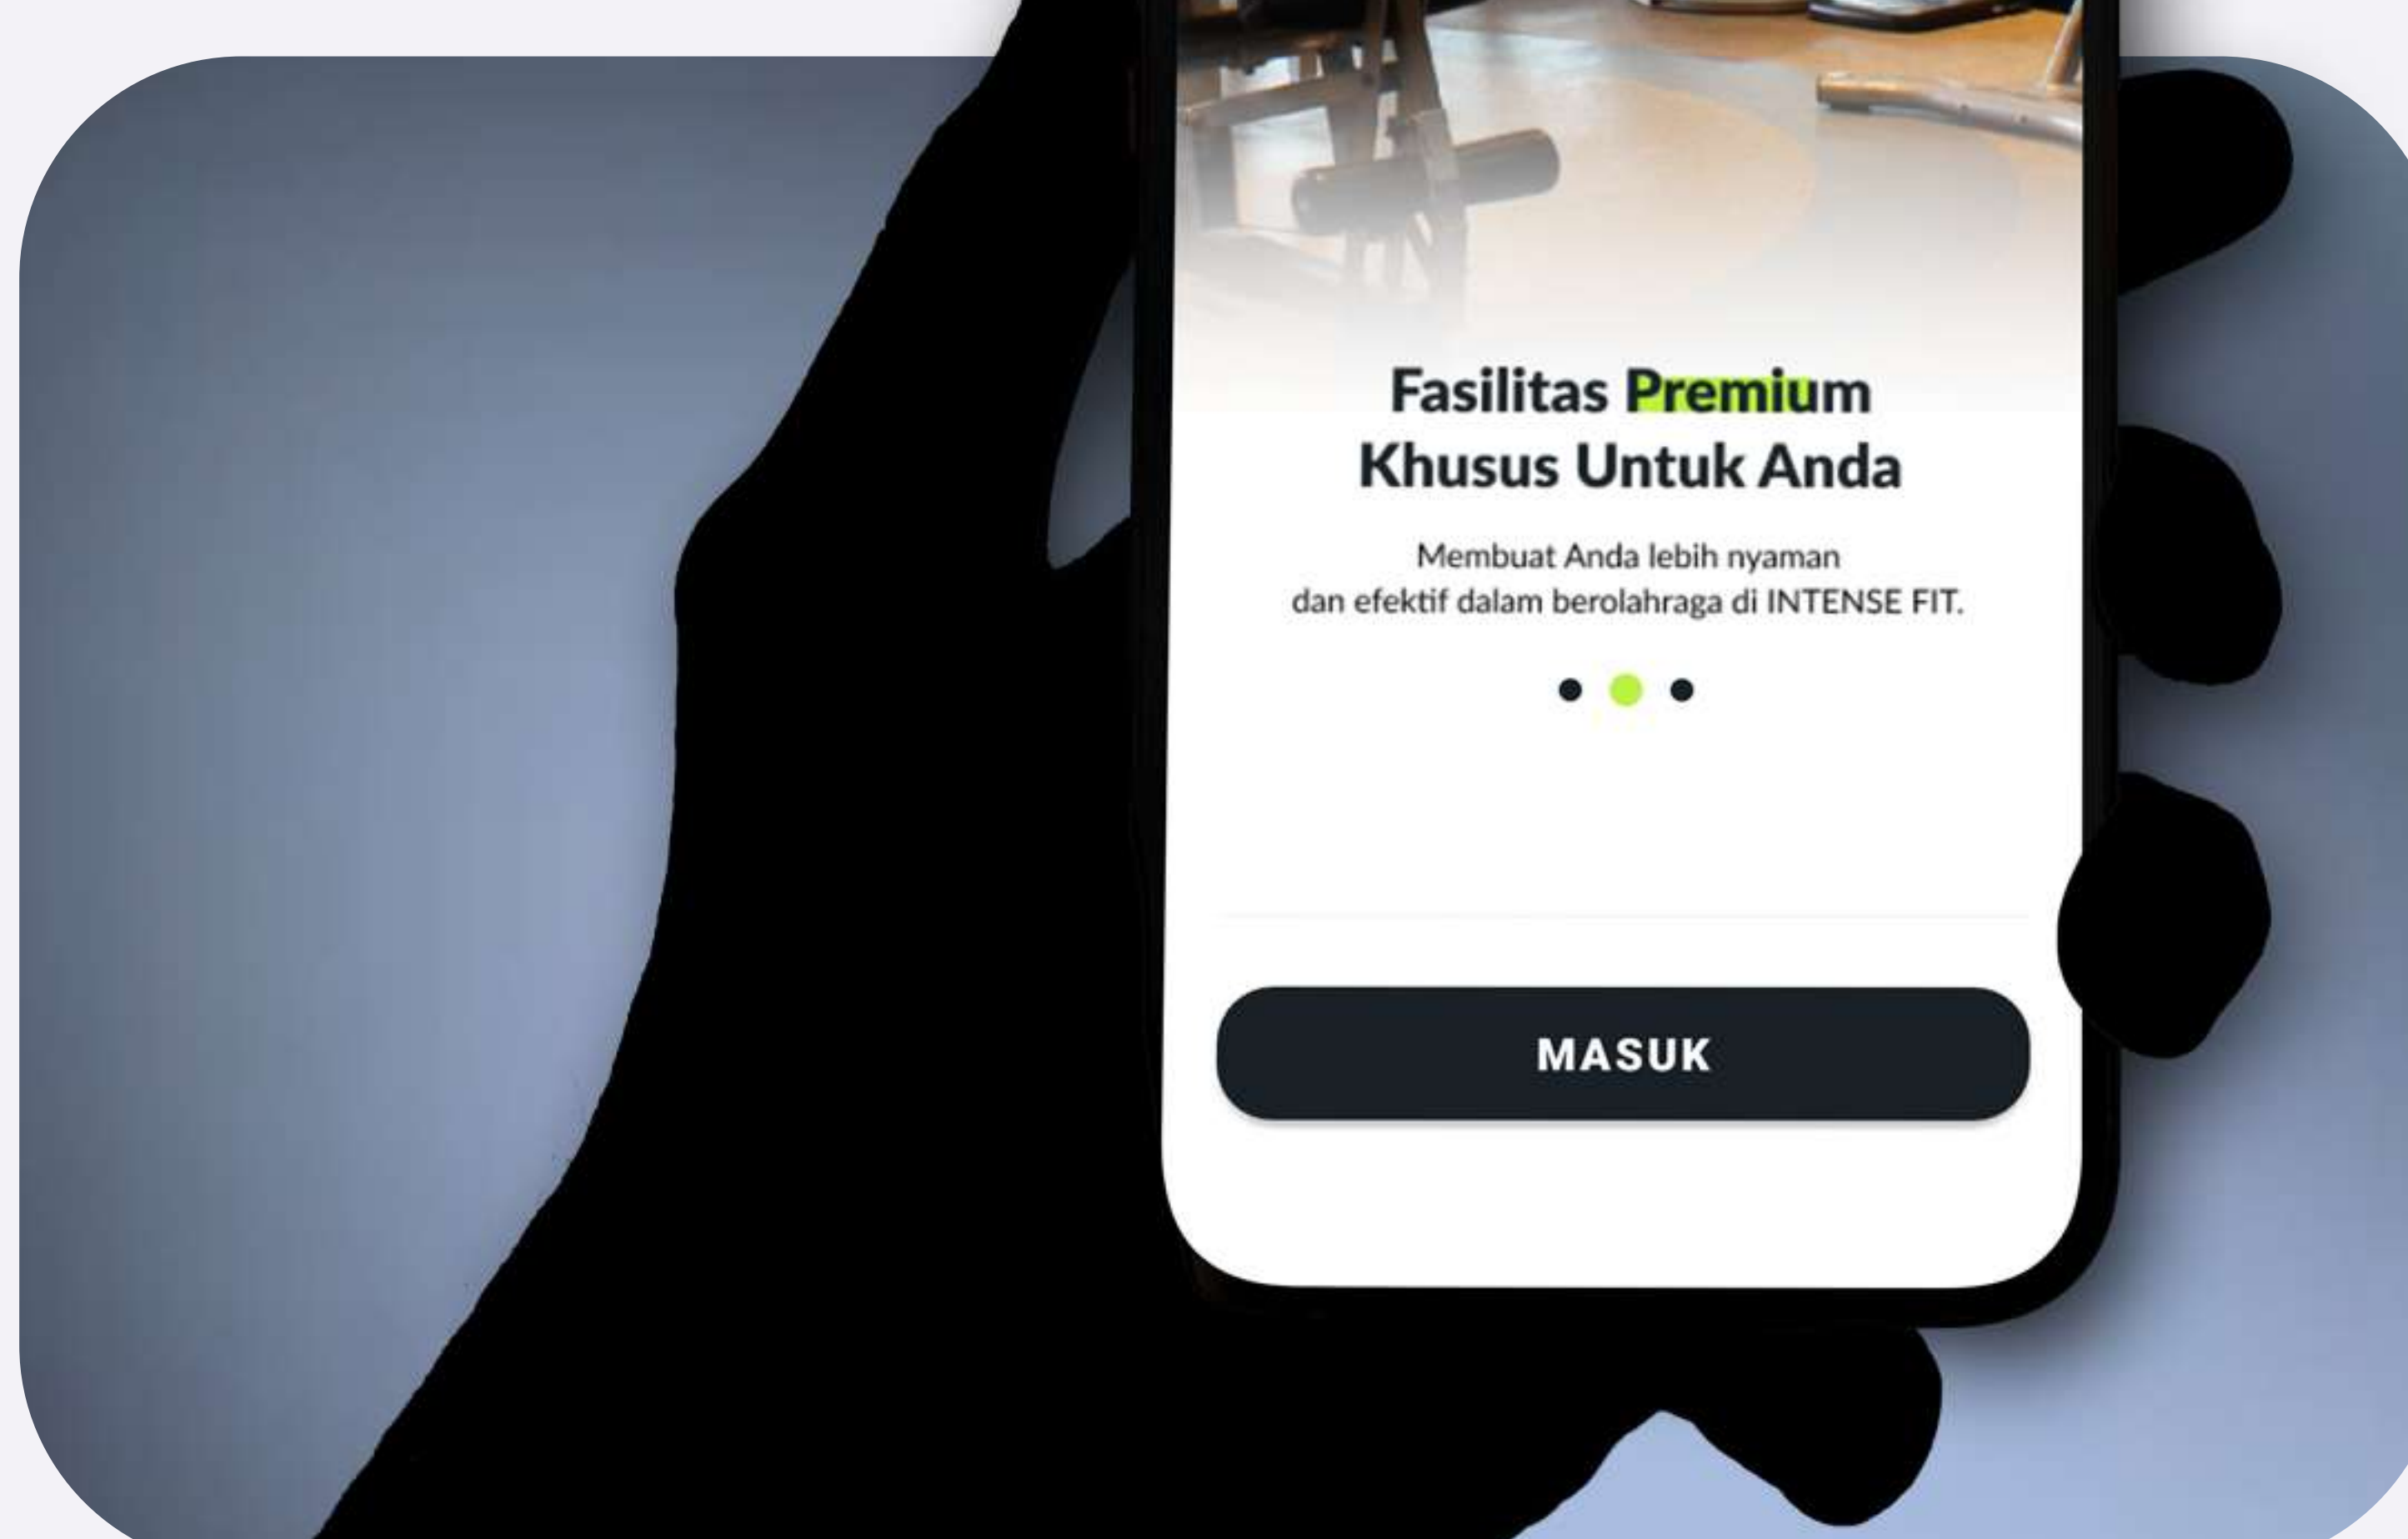 Fasilitas Premium
Khusus Untuk Anda
Membuat Anda lebih nyaman
dan efektif dalam berolahraga di INTENSE FIT.
MASUK